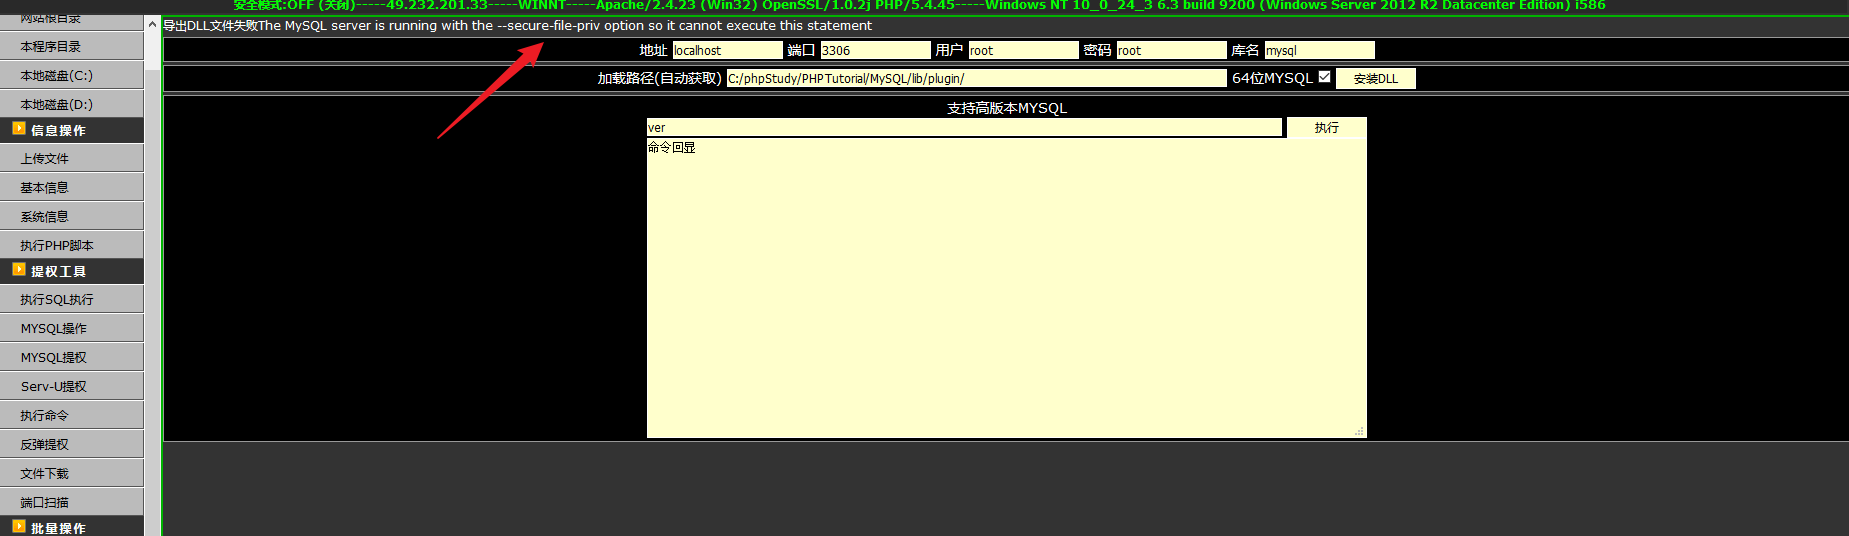 安全模式:OFF (关闭)-----49.232.201.33-----WINNT-----Apache/2.4.23 (Win32) OpenSSL/1.0.2j PHP/5.4.45-----Windows NT 10_0_24_3 6.3 build 9200 (Windows Server 2012 R2 Datacenter Edition) i586
网站根目录
本程序目录
本地磁盘(C:)
本地磁盘(D:)
信息操作
上传文件
基本信息
系统信息
执行PHP脚本
提权工具
执行SQL执行
MYSQL操作
MYSQL提权
Serv-U提权
执行命令
反弹提权
文件下载
端口扫描
批量操作
导出DLL文件失败The MySQL server is running with the --secure-file-priv option so it cannot execute this statement
地址 localhost 端口 3306 用户 root 密码 root 库名 mysql
加载路径(自动获取) C:/phpStudy/PHPTutorial/MySQL/lib/plugin/ 64位MYSQL 安装DLL
支持高版本MYSQL
ver 执行
命令回显